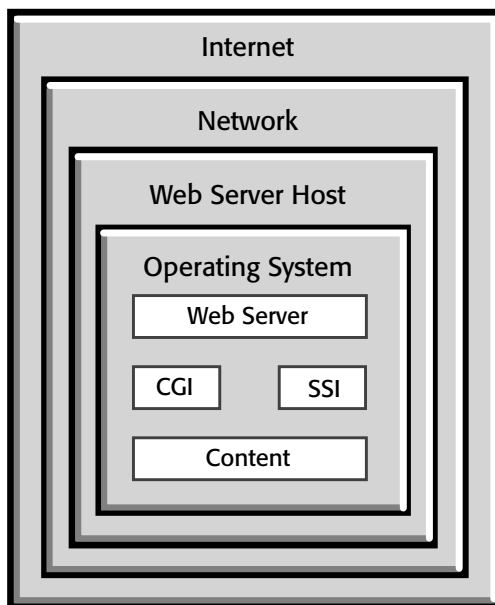 Internet
Network
Web Server Host
Operating System
Web Server
CGI SSI
Content